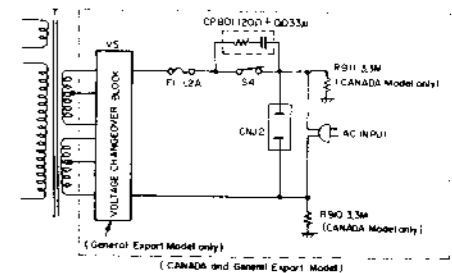 CP801 120Ω + 0.033μ
T
VS
VOLTAGE CHANGEOVER BLOCK
F1 1.2A
S4
R911 3.3M
(CANADA Model only)
CNJ2
AC INPUT
R910 3.3M
(CANADA Model only)
(General Export Model only)
(CANADA and General Export Model)